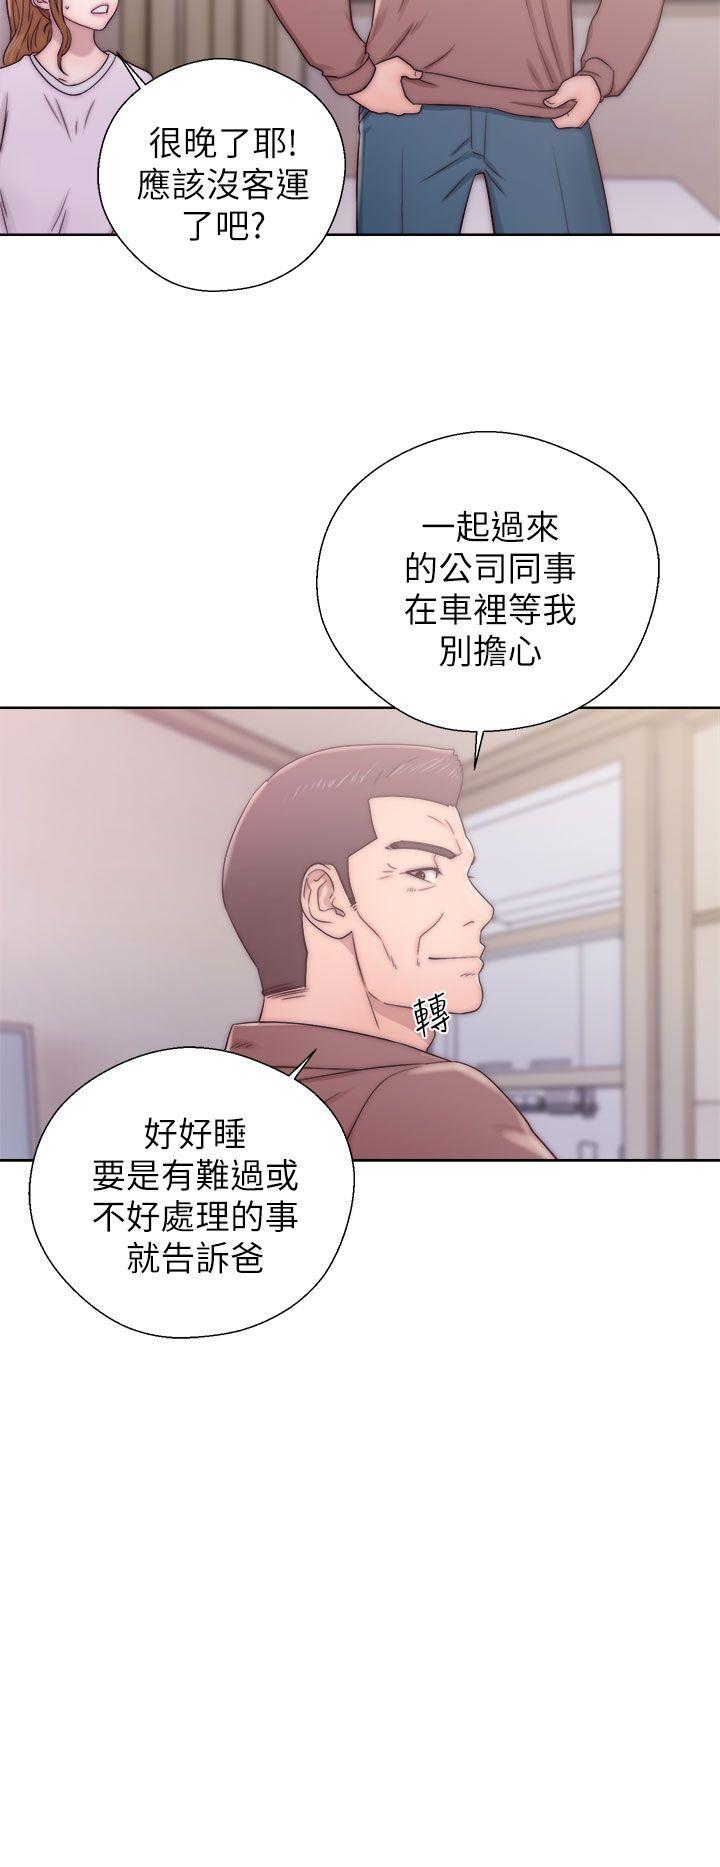 很晚了耶!
應該沒客運
了吧?
一起過來
的公司同事
在車裡等我
別擔心
轉
好好睡
要是有難過或
不好處理的事
就告訴爸